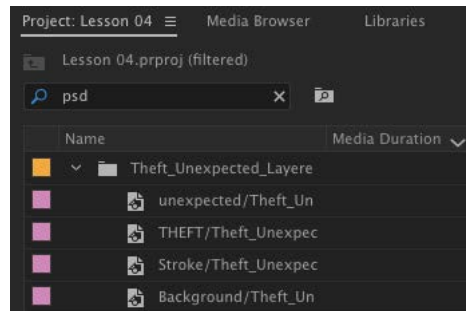 Project: Lesson 04 Media Browser Libraries
Lesson 04.prproj (filtered)
psd
Name Media Duration
Theft_Unexpected_Layere
unexpected/Theft_Un
THEFT/Theft_Unexpec
Stroke/Theft_Unexpec
Background/Theft_Un